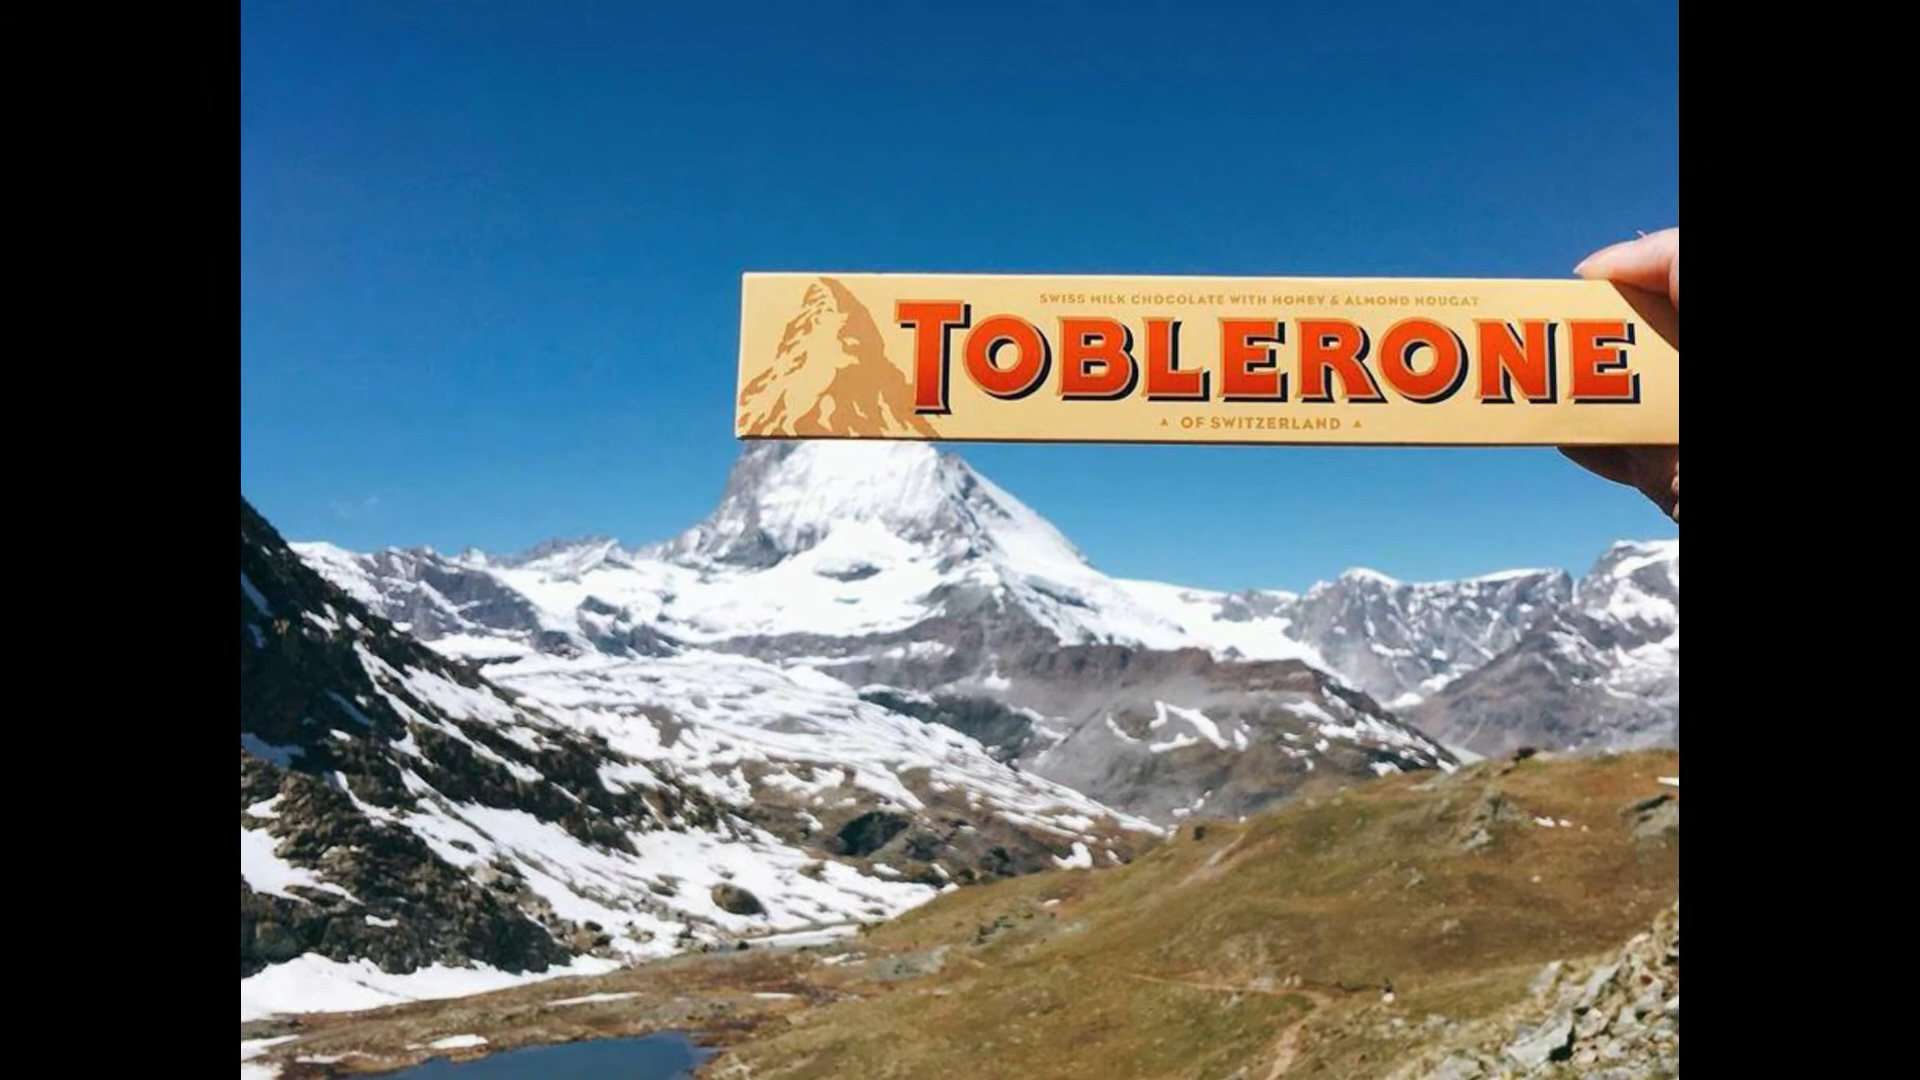 SWISS MILK CHOCOLATE WITH HONEY & ALMOND NOUGAT
TOBLERONE
▲ OF SWITZERLAND ▲